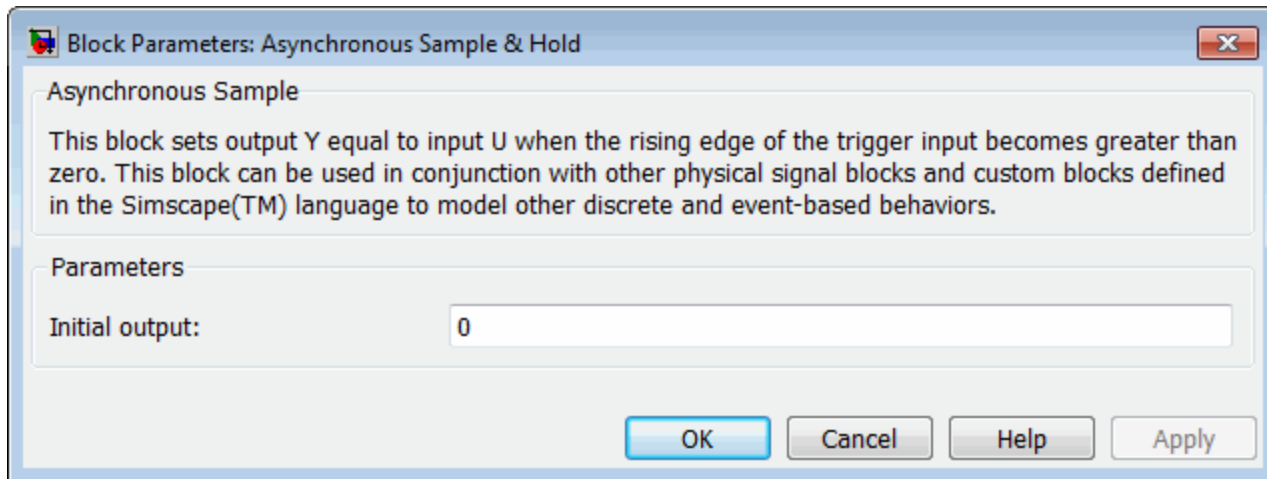 Block Parameters: Asynchronous Sample & Hold
Asynchronous Sample
This block sets output Y equal to input U when the rising edge of the trigger input becomes greater than
zero. This block can be used in conjunction with other physical signal blocks and custom blocks defined
in the Simscape(TM) language to model other discrete and event-based behaviors.
Parameters
Initial output: 0
OK Cancel Help Apply